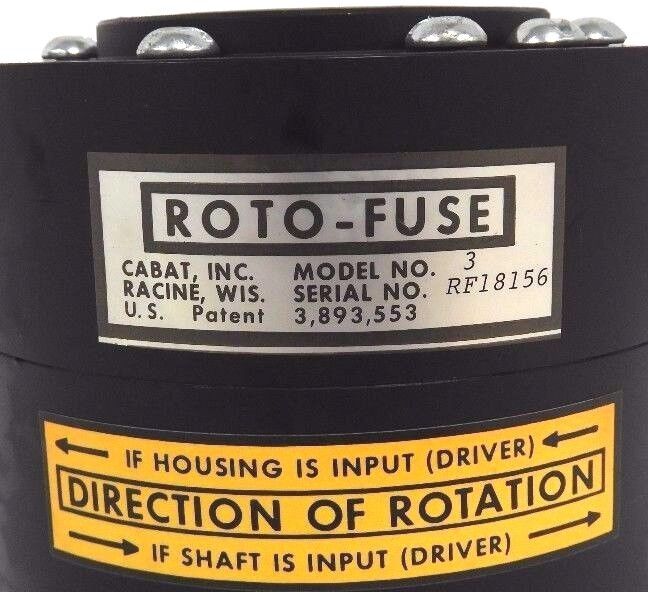 ROTO-FUSE
CABAT, INC. MODEL NO. 3
RACINE, WIS. SERIAL NO. RF18156
U.S. Patent 3,893,553
IF HOUSING IS INPUT (DRIVER)
DIRECTION OF ROTATION
IF SHAFT IS INPUT (DRIVER)